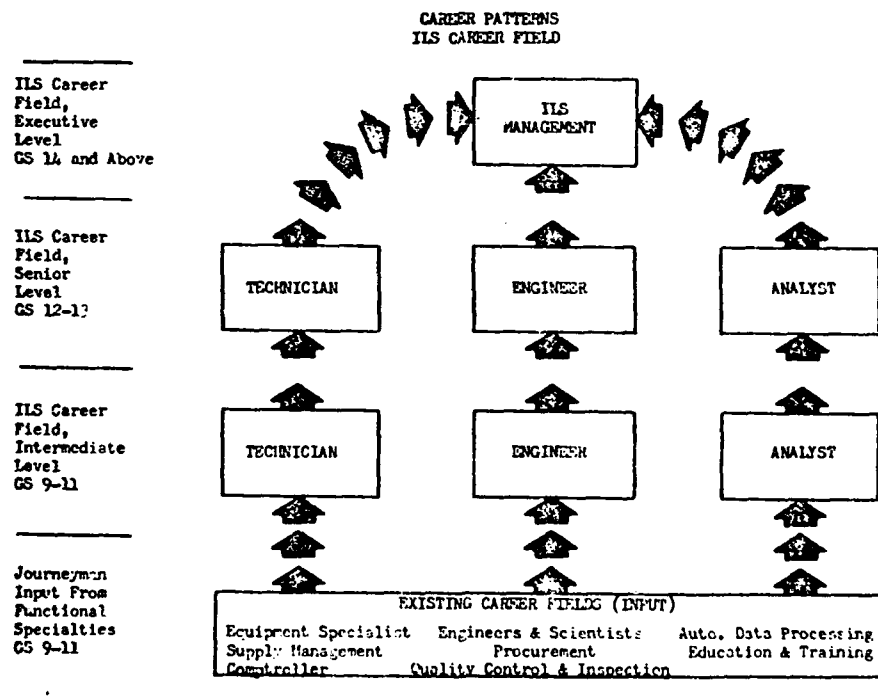 CAREER PATTERNS
ILS CAREER FIELD
ILS Career
Field,
Executive
Level
GS 14 and Above
ILS
MANAGEMENT
ILS Career
Field,
Senior
Level
GS 12-13
TECHNICIAN
ENGINEER
ANALYST
ILS Career
Field,
Intermediate
Level
GS 9-11
TECHNICIAN
ENGINEER
ANALYST
Journeyman
Input From
Functional
Specialties
GS 9-11
EXISTING CAREER FIELDS (INPUT)
Equipment Specialist Engineers & Scientists Auto. Data Processing
Supply Management Procurement Education & Training
Comptroller Quality Control & Inspection